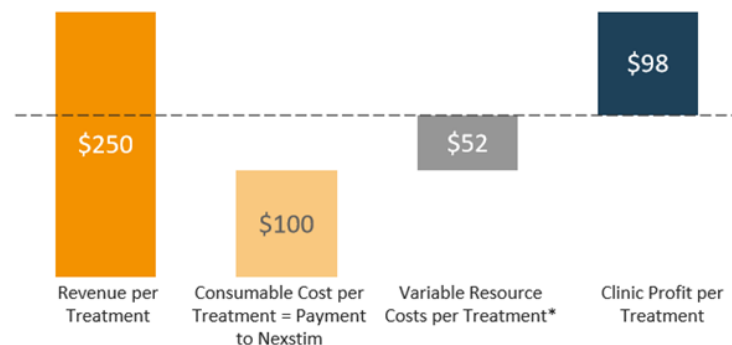 $250
$100
$52
$98
Revenue per
Treatment
Consumable Cost per
Treatment = Payment
to Nexstim
Variable Resource
Costs per Treatment*
Clinic Profit per
Treatment